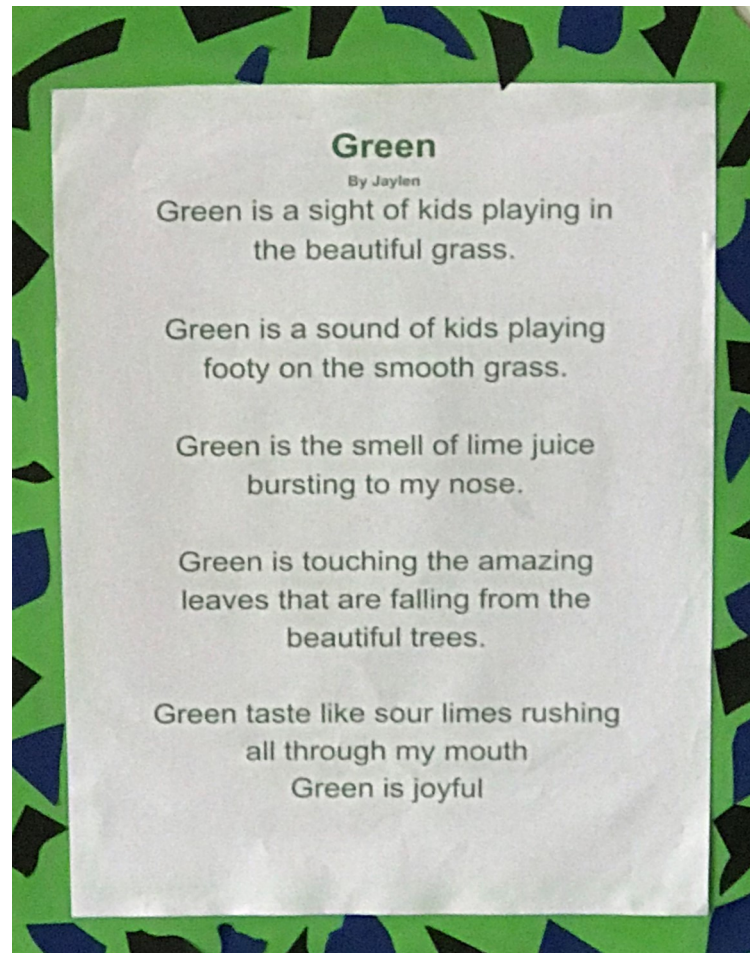 Green
By Jaylen
Green is a sight of kids playing in
the beautiful grass.
Green is a sound of kids playing
footy on the smooth grass.
Green is the smell of lime juice
bursting to my nose.
Green is touching the amazing
leaves that are falling from the
beautiful trees.
Green taste like sour limes rushing
all through my mouth
Green is joyful